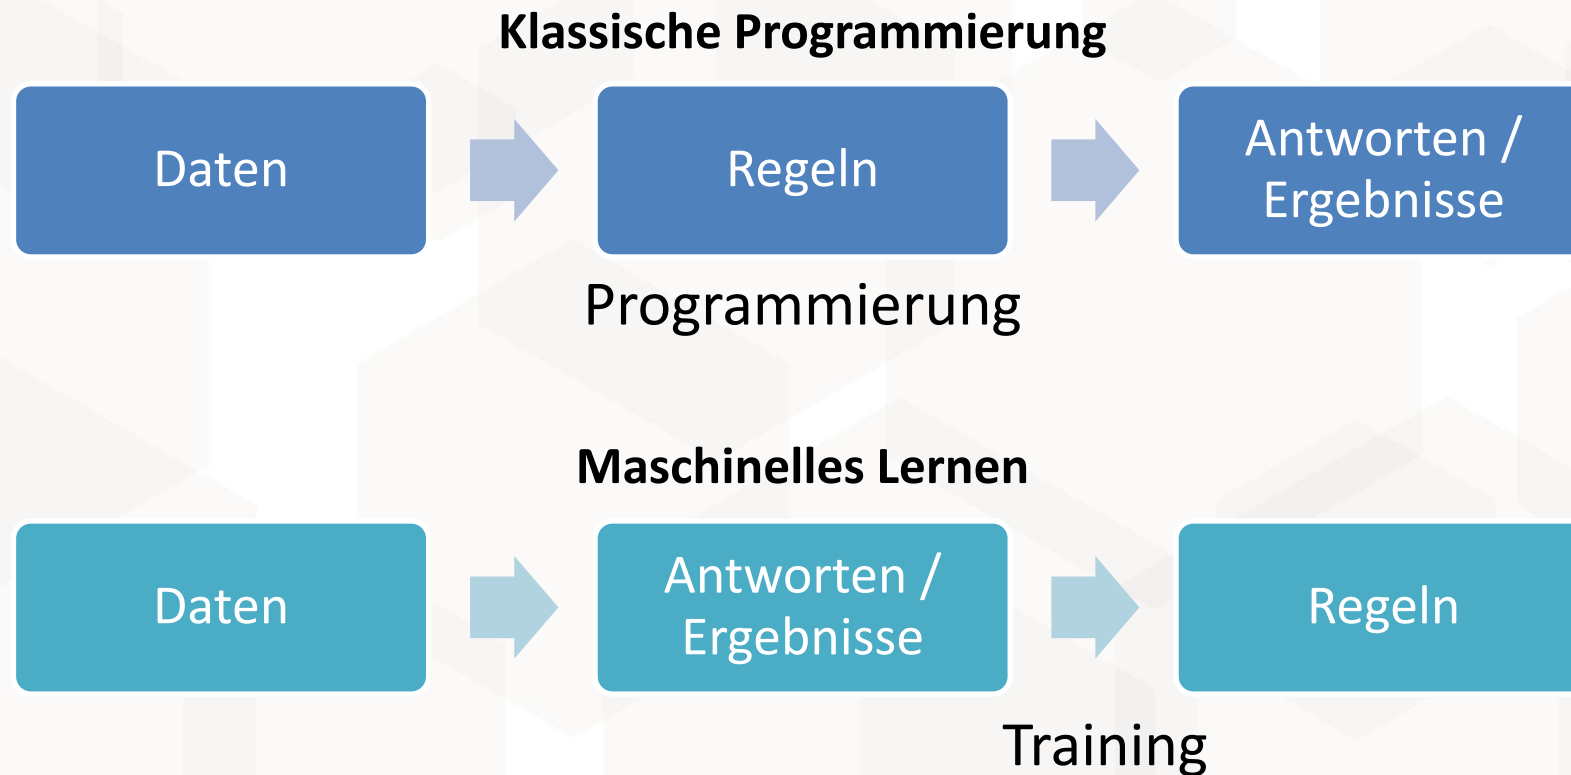 Klassische Programmierung
Daten
Regeln
Antworten /
Ergebnisse
Programmierung
Maschinelles Lernen
Daten
Antworten /
Ergebnisse
Regeln
Training